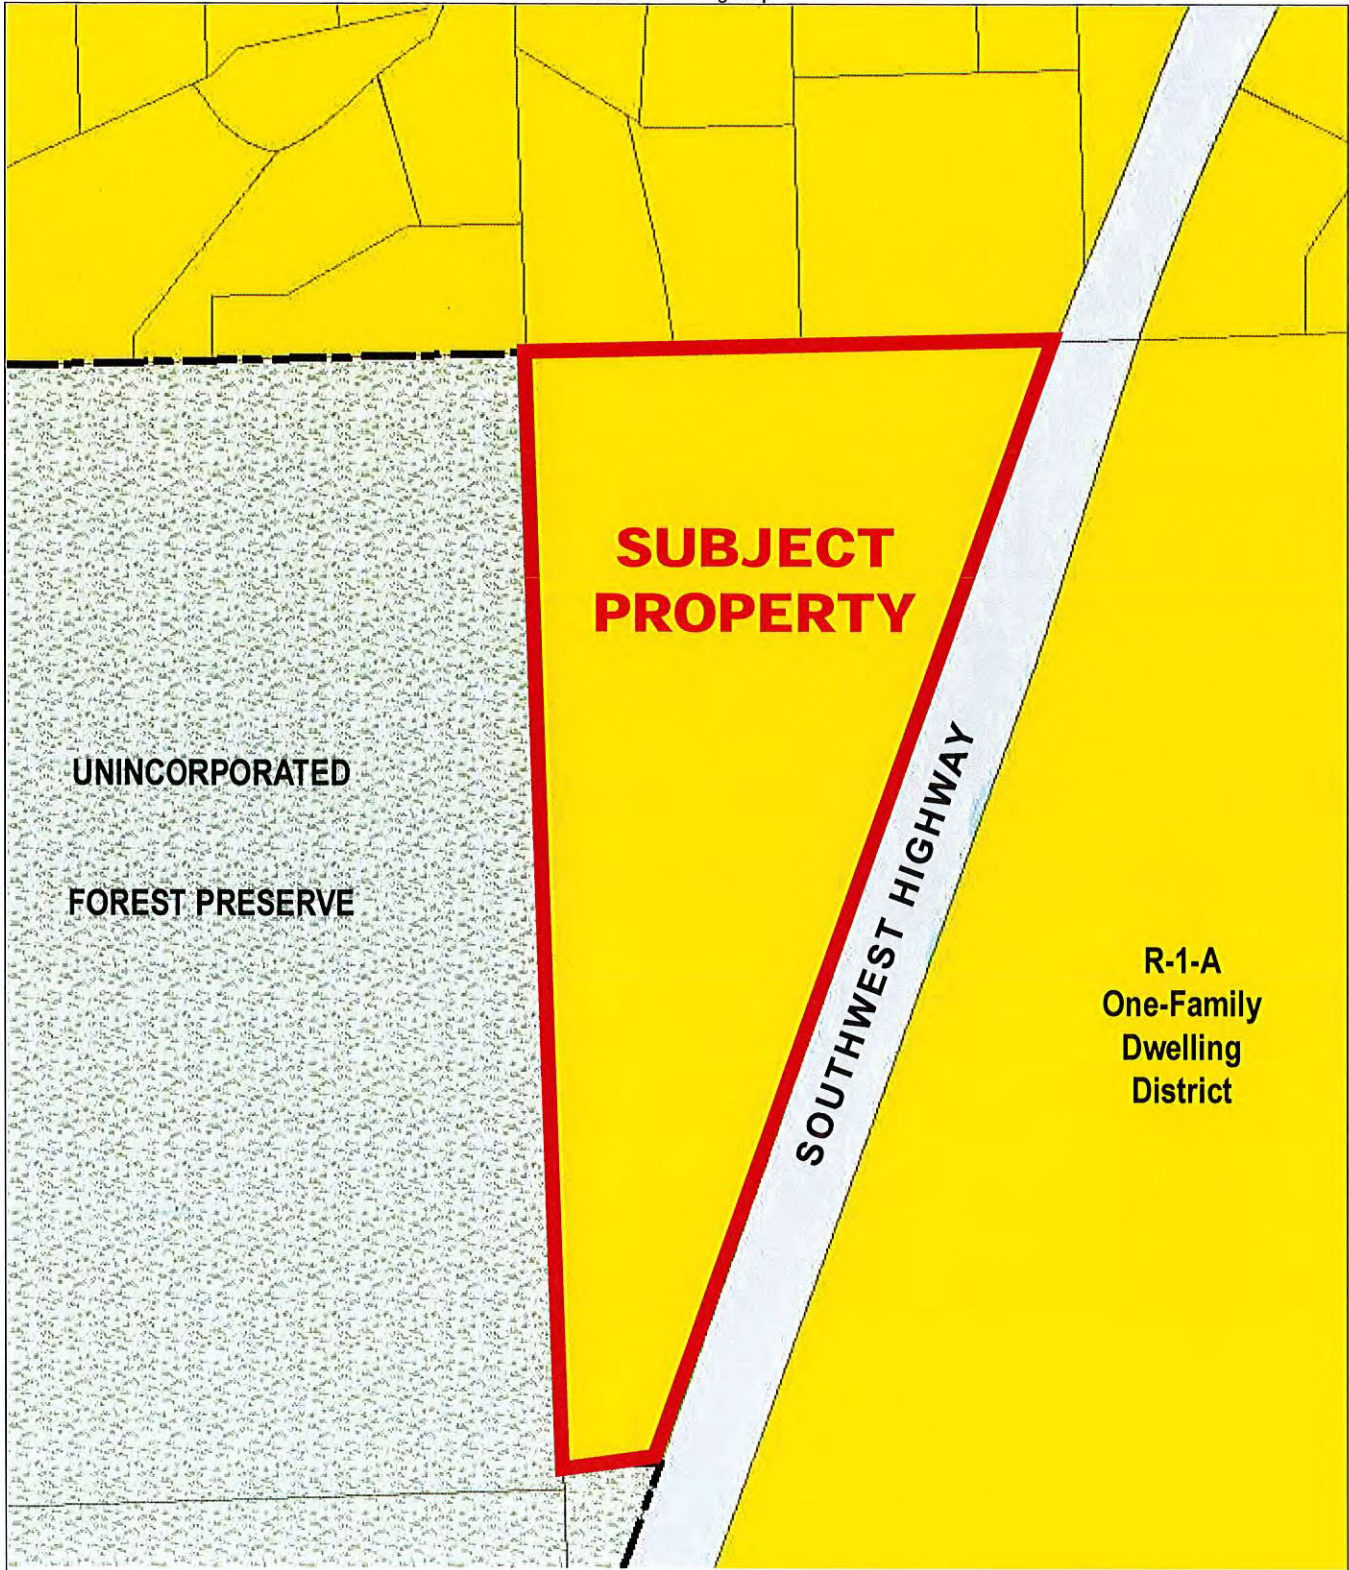 SUBJECT
PROPERTY
UNINCORPORATED
FOREST PRESERVE
SOUTHWEST HIGHWAY
R-1-A
One-Family
Dwelling
District